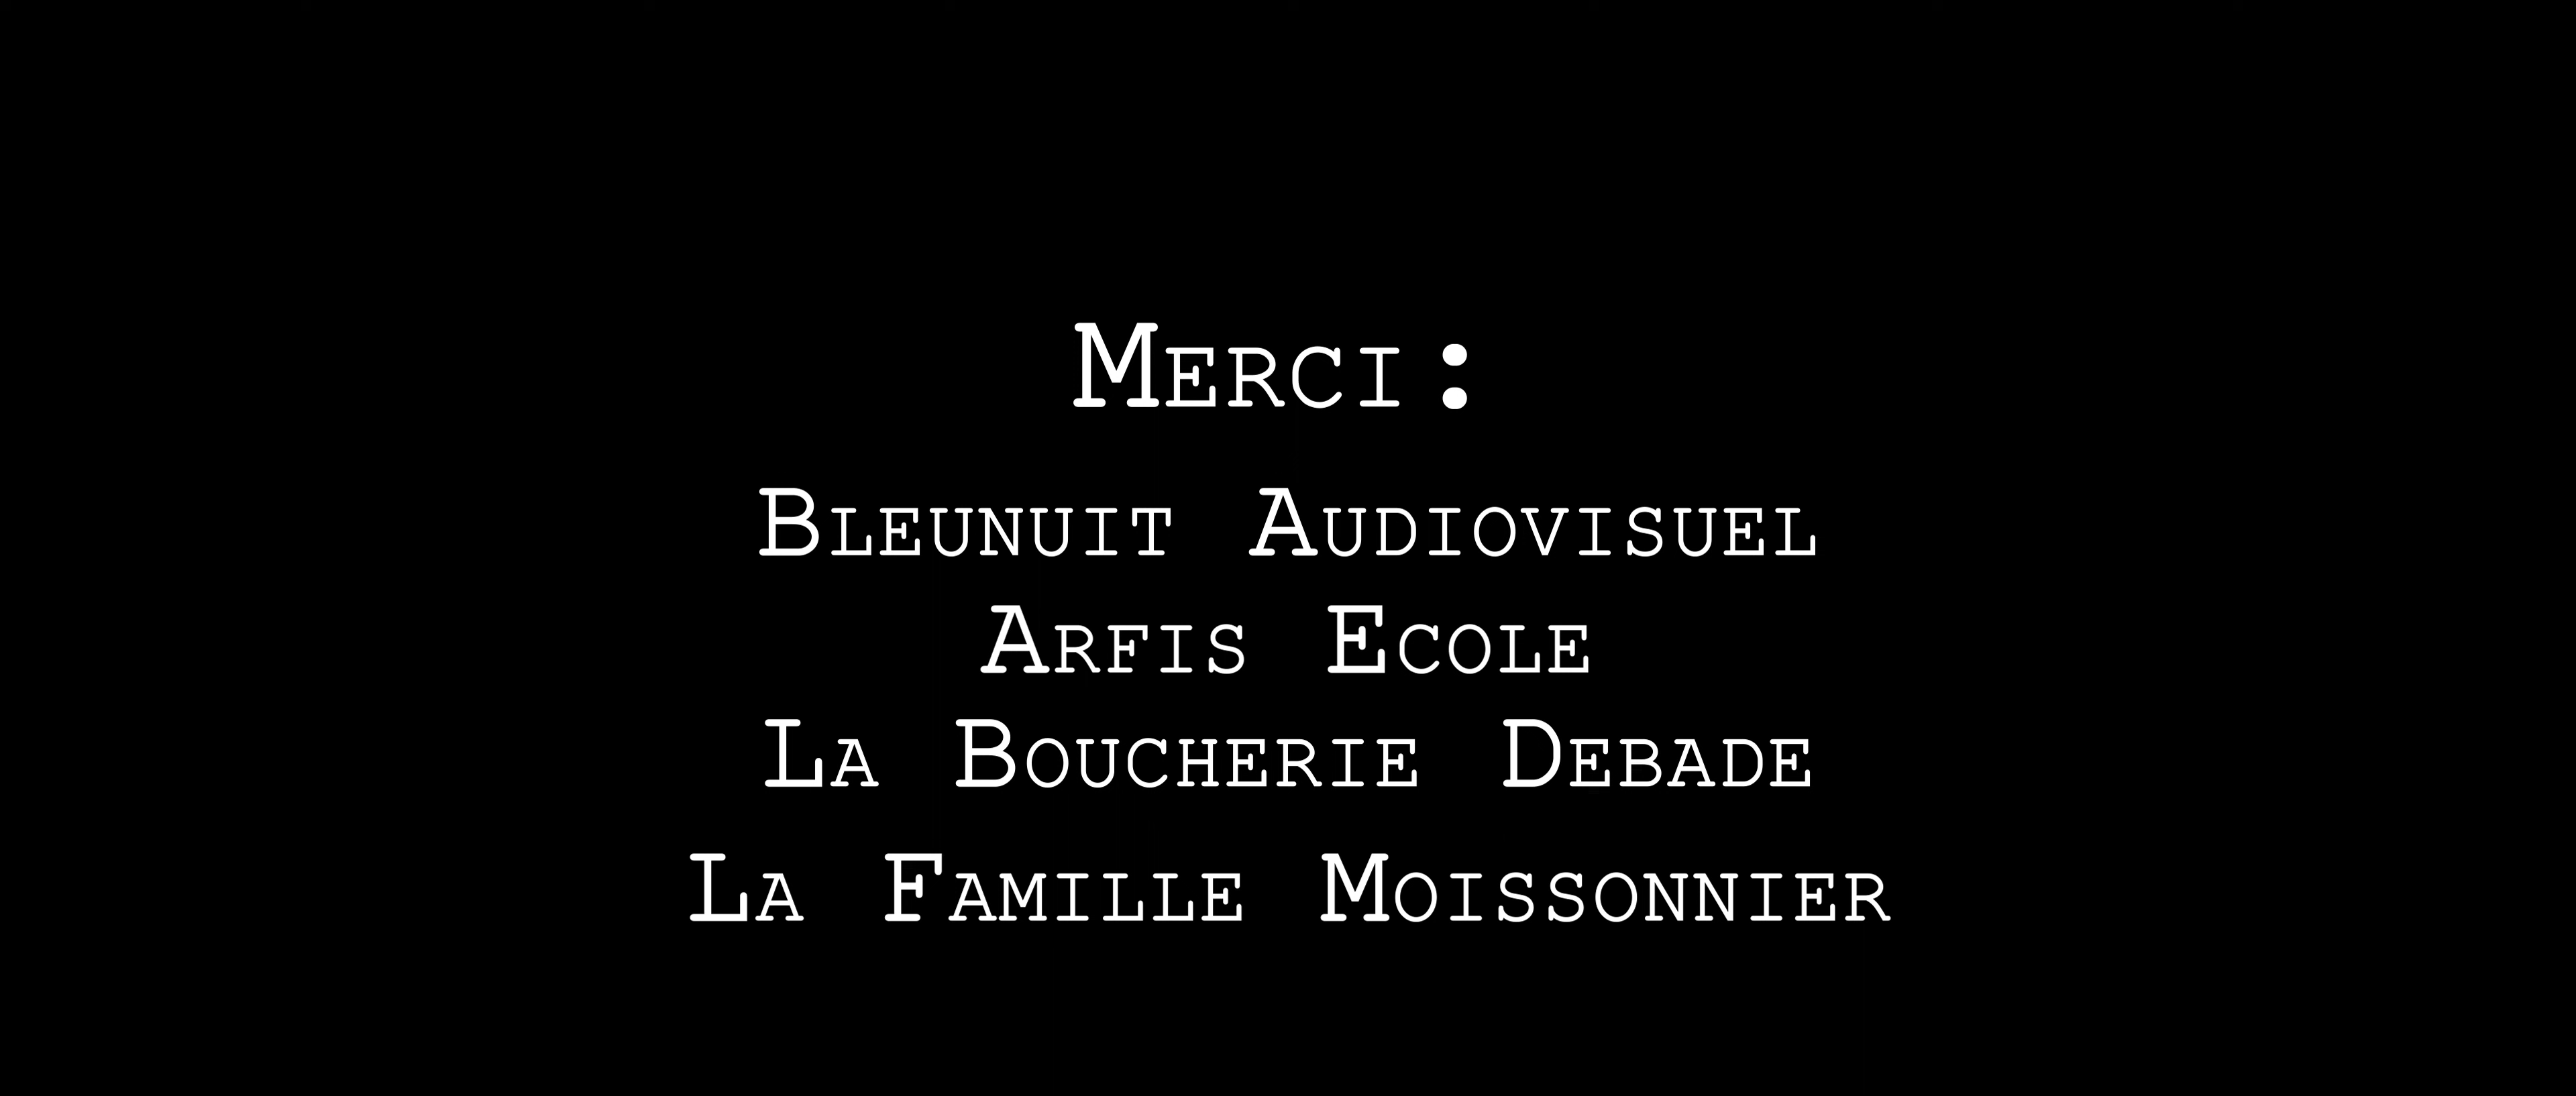 Merci:
Bleunuit Audiovisuel
Arfis Ecole
La Boucherie Debade
La Famille Moissonnier